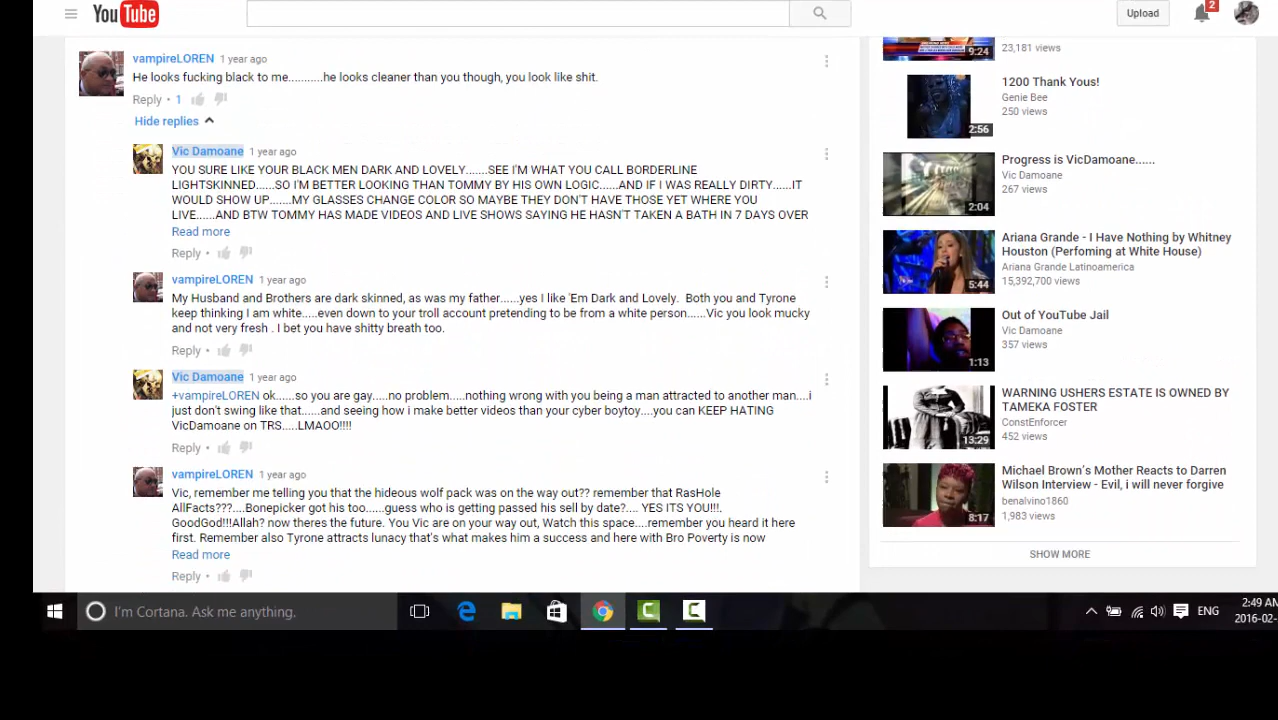 YouTube
Upload
2
vampireLOREN 1 year ago
He looks fucking black to me...........he looks cleaner than you though, you look like shit.
Reply • 1
Hide replies
Vic Damoane 1 year ago
YOU SURE LIKE YOUR BLACK MEN DARK AND LOVELY.......SEE I'M WHAT YOU CALL BORDERLINE
LIGHTSKINNED......SO I'M BETTER LOOKING THAN TOMMY BY HIS OWN LOGIC......AND IF I WAS REALLY DIRTY......IT
WOULD SHOW UP.......MY GLASSES CHANGE COLOR SO MAYBE THEY DON'T HAVE THOSE YET WHERE YOU
LIVE......AND BTW TOMMY HAS MADE VIDEOS AND LIVE SHOWS SAYING HE HASN'T TAKEN A BATH IN 7 DAYS OVER
Read more
Reply •
vampireLOREN 1 year ago
My Husband and Brothers are dark skinned, as was my father......yes I like 'Em Dark and Lovely. Both you and Tyrone
keep thinking I am white.....even down to your troll account pretending to be from a white person......Vic you look mucky
and not very fresh . I bet you have shitty breath too.
Reply •
Vic Damoane 1 year ago
+vampireLOREN ok......so you are gay.....no problem.....nothing wrong with you being a man attracted to another man....i
just don't swing like that.....and seeing how i make better videos than your cyber boytoy....you can KEEP HATING
VicDamoane on TRS.....LMAOO!!!!
Reply •
vampireLOREN 1 year ago
Vic, remember me telling you that the hideous wolf pack was on the way out?? remember that RasHole
AllFacts???....Bonepicker got his too......guess who is getting passed his sell by date?.... YES ITS YOU!!!.
GoodGod!!!Allah? now theres the future. You Vic are on your way out, Watch this space....remember you heard it here
first. Remember also Tyrone attracts lunacy that's what makes him a success and here with Bro Poverty is now
Read more
Reply •
9:24
23,181 views
2:56
1200 Thank Yous!
Genie Bee
250 views
2:04
Progress is VicDamoane......
Vic Damoane
267 views
5:44
Ariana Grande - I Have Nothing by Whitney
Houston (Perfoming at White House)
Ariana Grande Latinoamerica
15,392,700 views
1:13
Out of YouTube Jail
Vic Damoane
357 views
13:29
WARNING USHERS ESTATE IS OWNED BY
TAMEKA FOSTER
ConstEnforcer
452 views
8:17
Michael Brown's Mother Reacts to Darren
Wilson Interview - Evil, i will never forgive
benalvino1860
1,983 views
SHOW MORE
I'm Cortana. Ask me anything.
ENG
2:49 AM
2016-02-